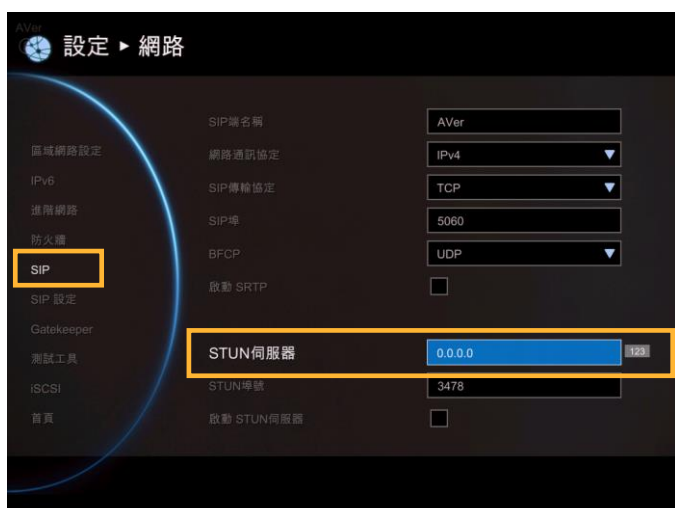 AVer
設定 ▸ 網路
區域網路設定
IPv6
進階網路
防火牆
SIP
SIP 設定
Gatekeeper
測試工具
iSCSI
首頁
SIP端名稱 AVer
網路通訊協定 IPv4
SIP傳輸協定 TCP
SIP埠 5060
BFCP UDP
啟動 SRTP
STUN伺服器 0.0.0.0 123
STUN埠號 3478
啟動 STUN伺服器